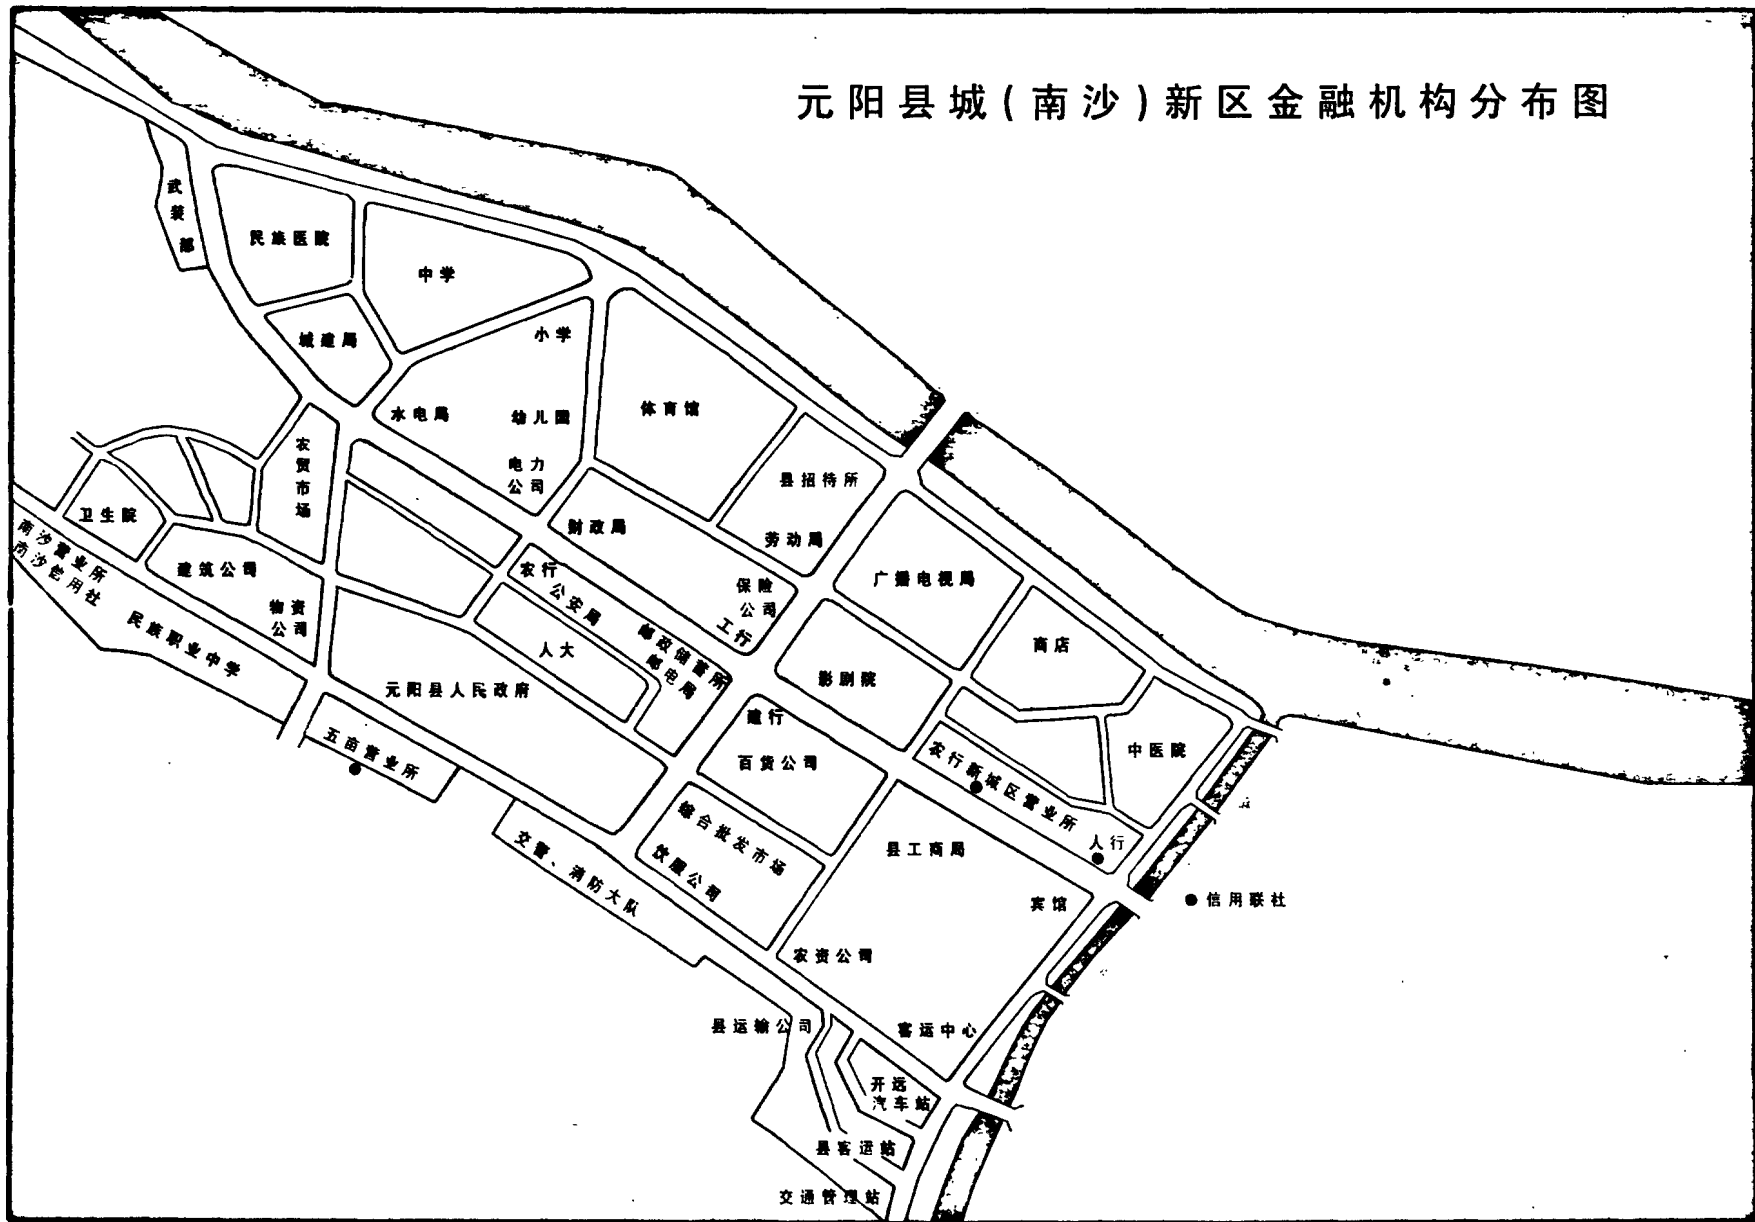 元阳县城(南沙)新区金融机构分布图
武装部
民族医院
中学
城建局
小学
水电局
幼儿园
体育馆
农贸市场
电力
公司
县招待所
卫生院
财政局
劳动局
南沙营业所
南沙信用社
建筑公司
农行
公安局
保险
公司
广播电视局
物资
公司
民族职业中学
人大
邮政储蓄所
邮电局
工行
商店
元阳县人民政府
影剧院
五亩营业所
建行
百货公司
农行新城区营业所
中医院
综合批发市场
饮服公司
交警、消防大队
县工商局
人行
宾馆
信用联社
农资公司
县运输公司
客运中心
开远
汽车站
县客运站
交通管理站